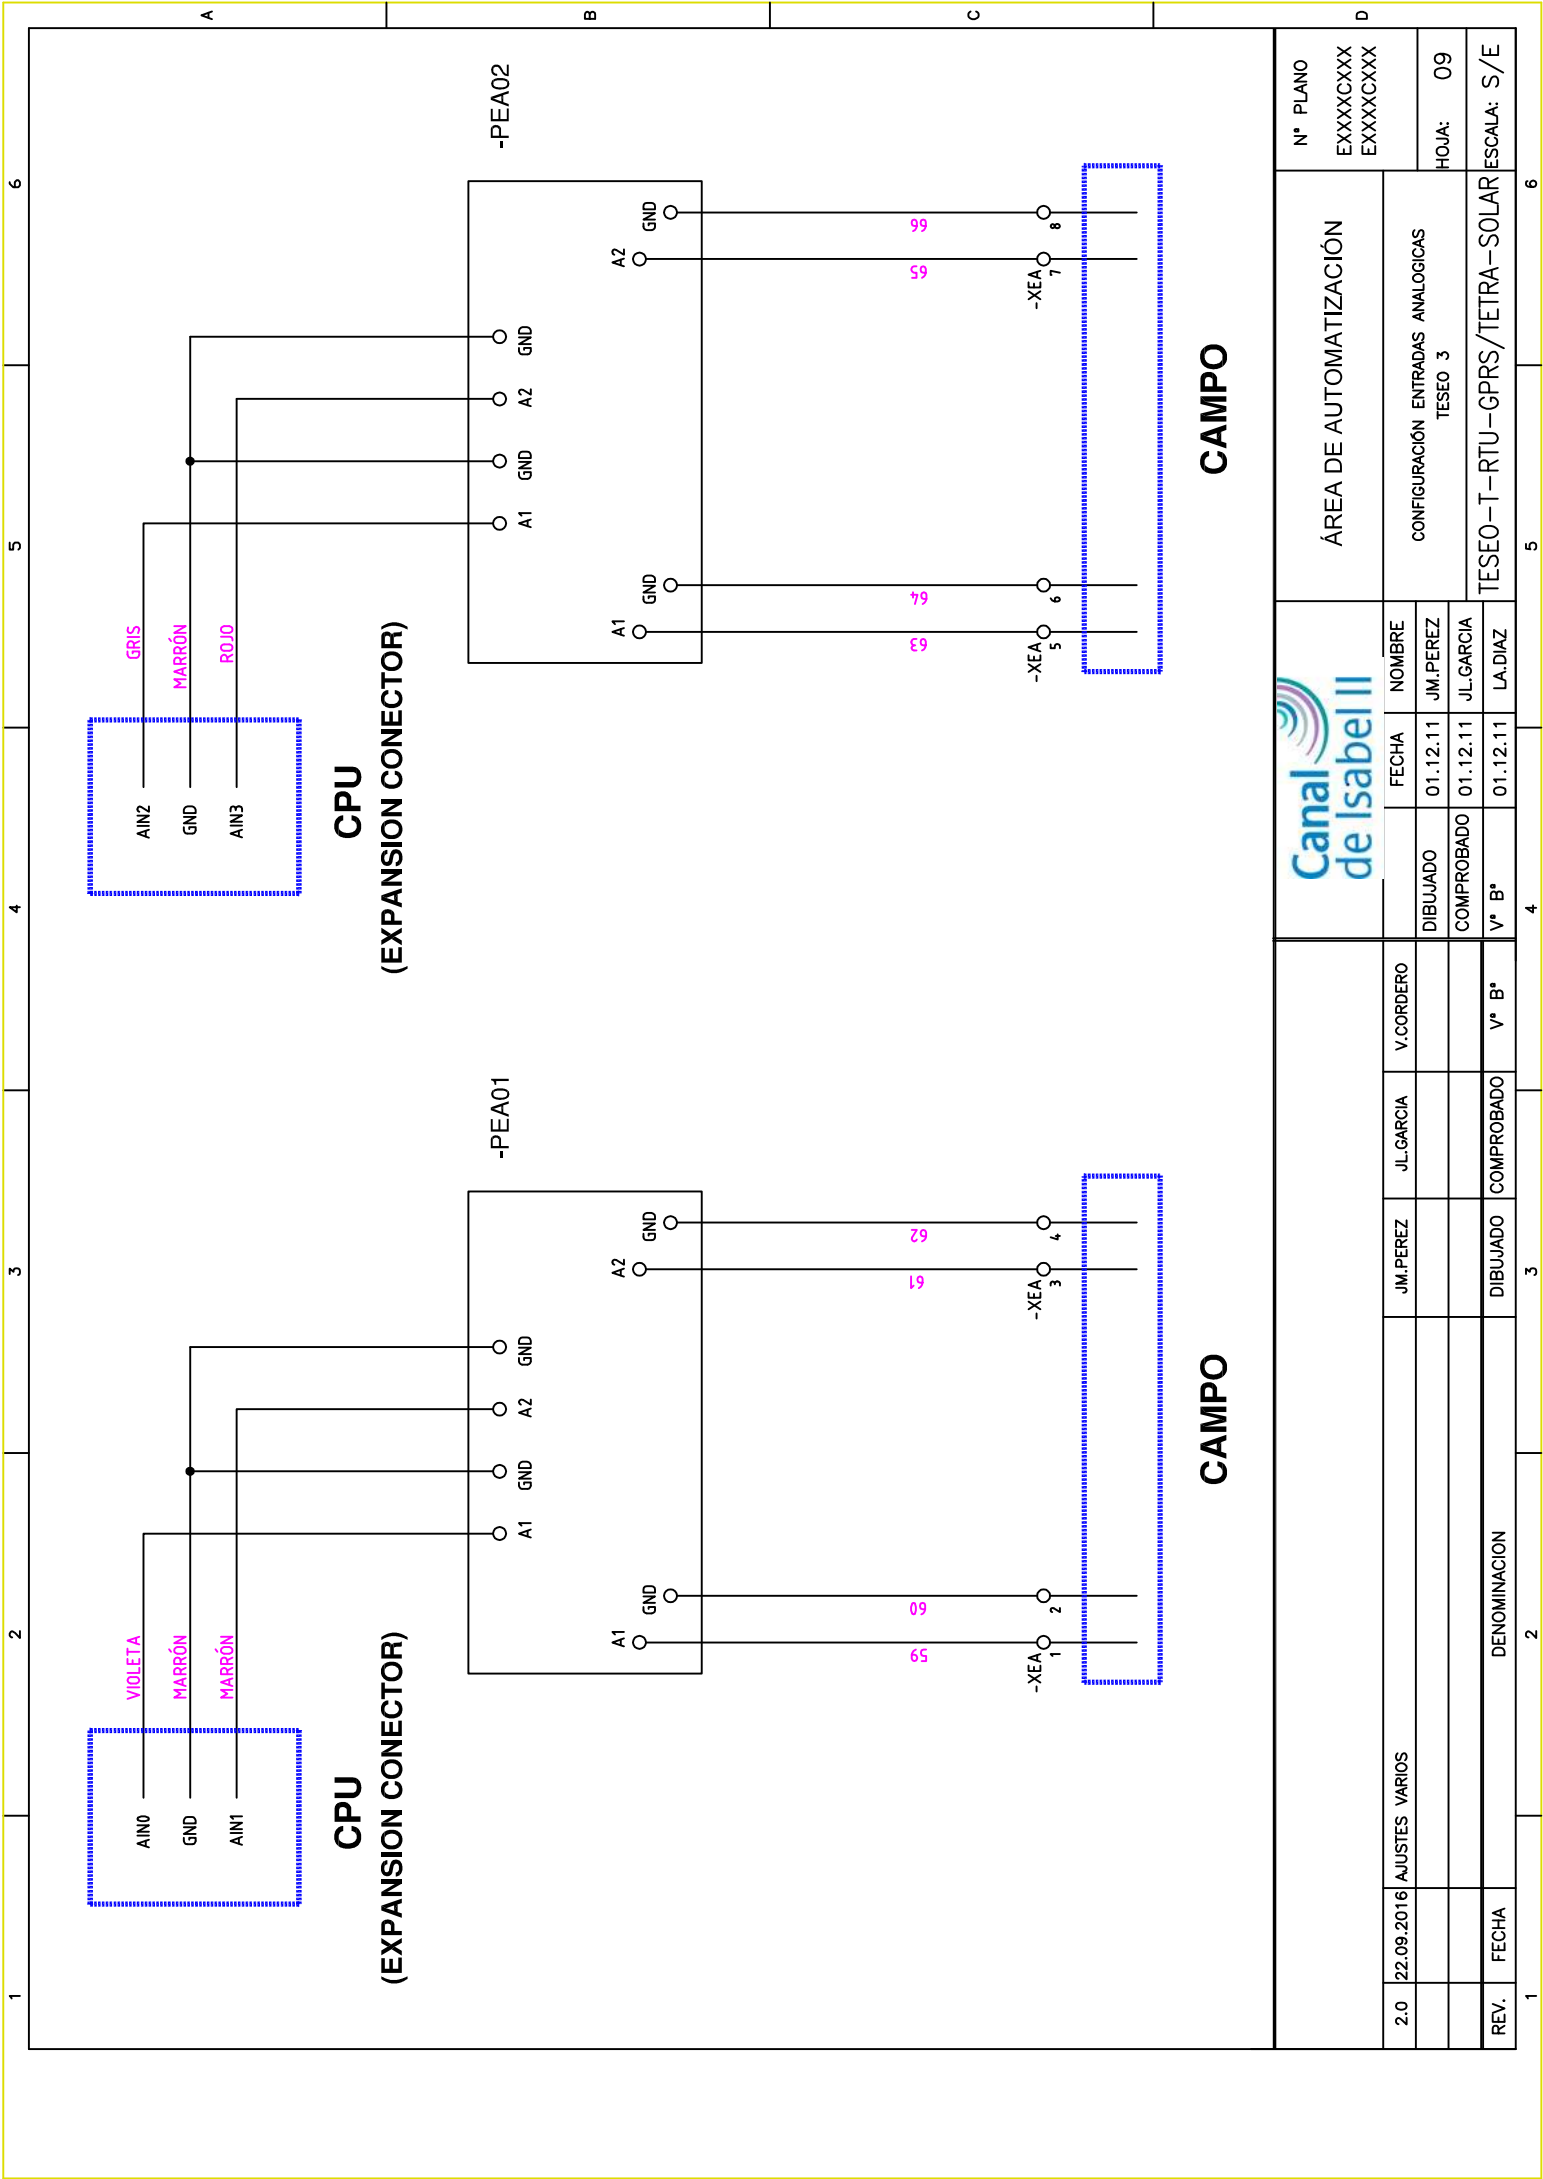 1 2 3 4 5 6
A
B
C
D
VIOLETA
MARRÓN
MARRÓN
AIN0
GND
AIN1
CPU
(EXPANSION CONECTOR)
A1 GND A2 GND
-PEA01
A1 GND A2 GND
59 60 61 62
-XEA 1 2 -XEA 3 4
CAMPO
GRIS
MARRÓN
ROJO
AIN2
GND
AIN3
CPU
(EXPANSION CONECTOR)
A1 GND A2 GND
-PEA02
A1 GND A2 GND
63 64 65 66
-XEA 5 6 -XEA 7 8
CAMPO
2.0 22.09.2016 AJUSTES VARIOS JM.PEREZ JL.GARCIA V.CORDERO
REV. FECHA DENOMINACION DIBUJADO COMPROBADO Vº Bº
Canal
de Isabel II
FECHA NOMBRE
DIBUJADO 01.12.11 JM.PEREZ
COMPROBADO 01.12.11 JL.GARCIA
Vº Bº 01.12.11 LA.DIAZ
ÁREA DE AUTOMATIZACIÓN
CONFIGURACIÓN ENTRADAS ANALOGICAS
TESEO 3
TESEO-T-RTU-GPRS/TETRA-SOLAR
Nº PLANO
EXXXXCXXX
EXXXXCXXX
HOJA: 09
ESCALA: S/E
1 2 3 4 5 6